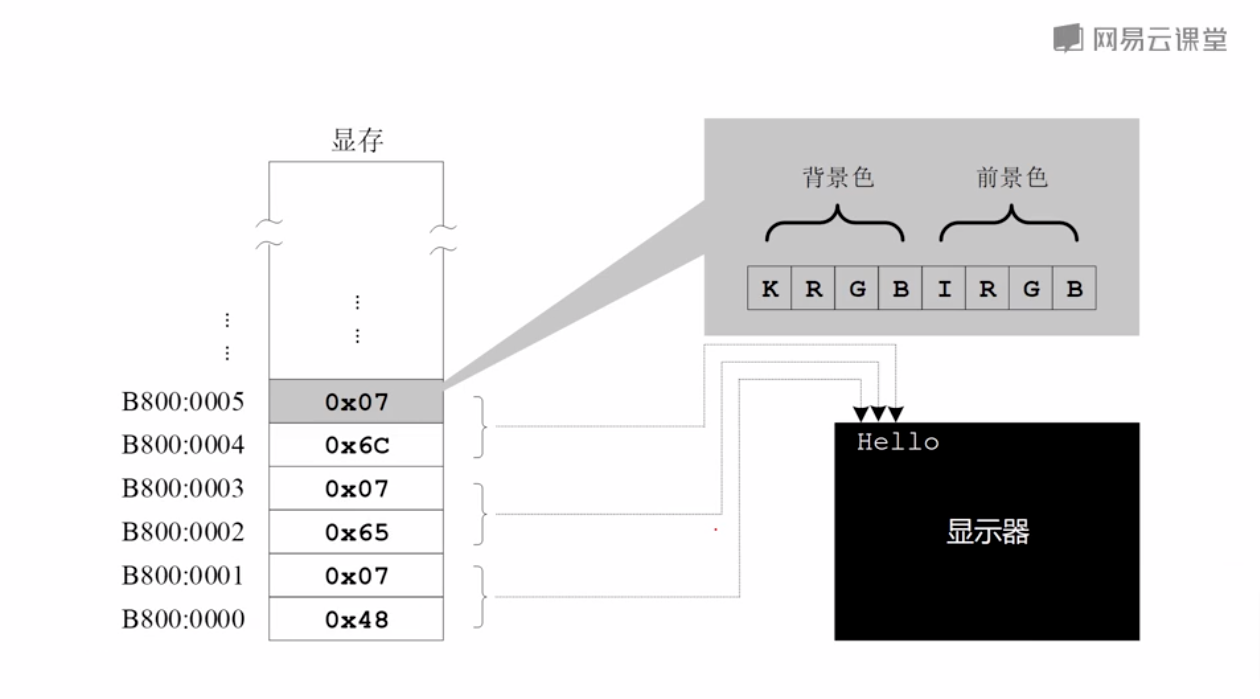 网易云课堂
显存
背景色 前景色
K R G B I R G B
⋮ ⋮
⋮ ⋮
B800:0005 0x07
B800:0004 0x6C
Hello
B800:0003 0x07
B800:0002 0x65
显示器
B800:0001 0x07
B800:0000 0x48